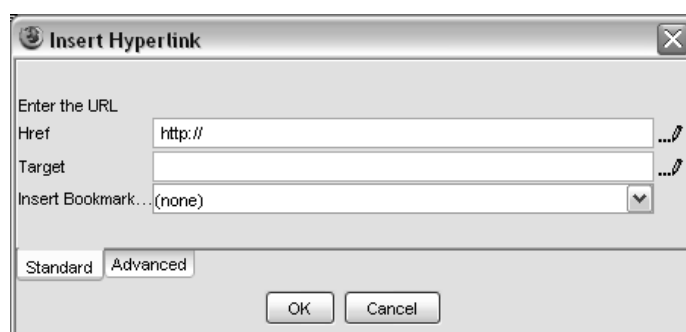 Insert Hyperlink
Enter the URL
Href http:// ...
Target ...
Insert Bookmark... (none)
Standard Advanced
OK Cancel